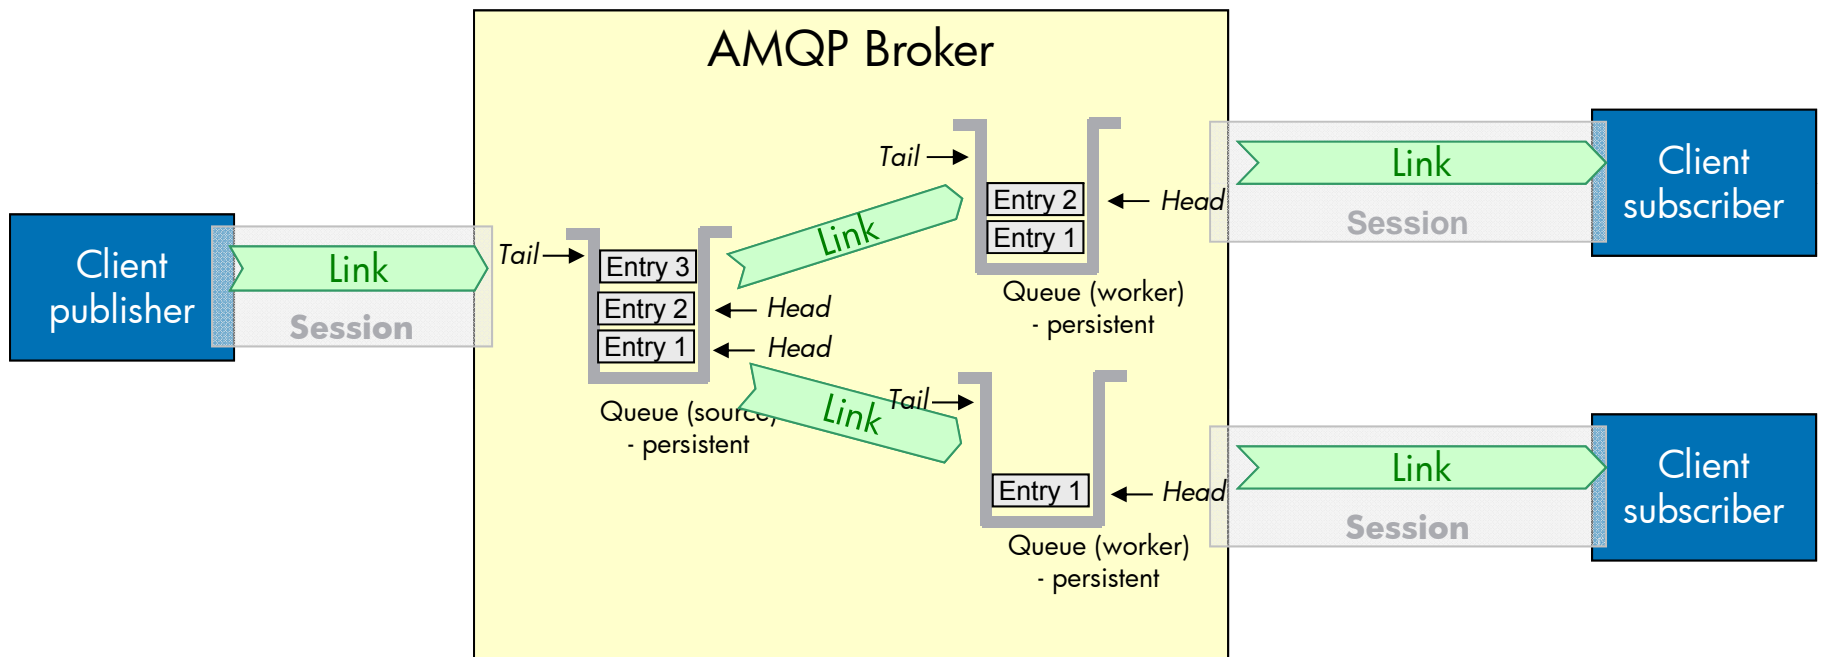 AMQP Broker
Client
publisher
Link
Session
Tail
Entry 3
Entry 2
Entry 1
Head
Head
Queue (source)
- persistent
Link
Link
Tail
Entry 2
Entry 1
Head
Queue (worker)
- persistent
Tail
Entry 1
Head
Queue (worker)
- persistent
Link
Session
Client
subscriber
Link
Session
Client
subscriber